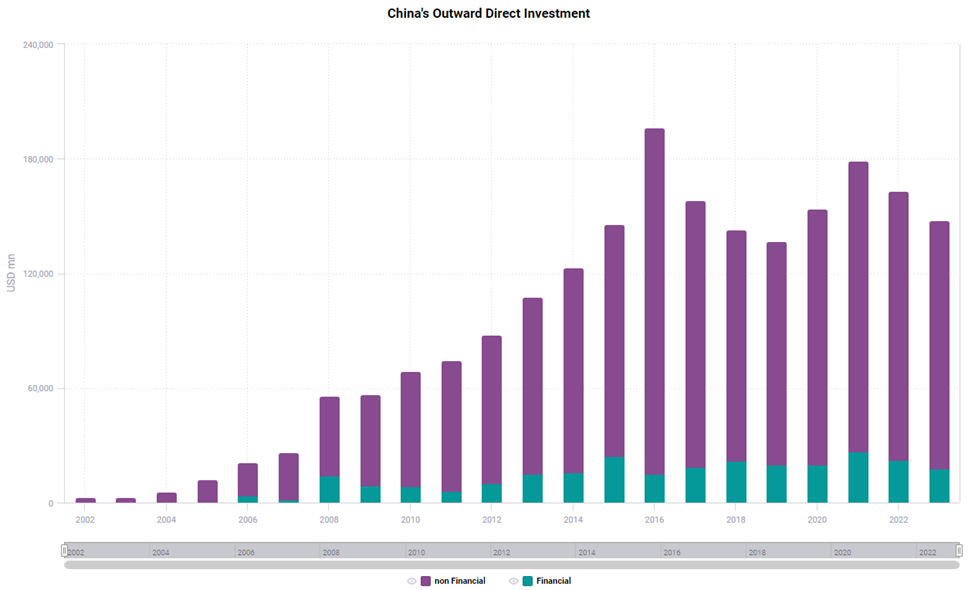 China's Outward Direct Investment
240,000
180,000
120,000
60,000
0
USD mn
2002 2004 2006 2008 2010 2012 2014 2016 2018 2020 2022
2002 2004 2006 2008 2010 2012 2014 2016 2018 2020 2022
non Financial Financial